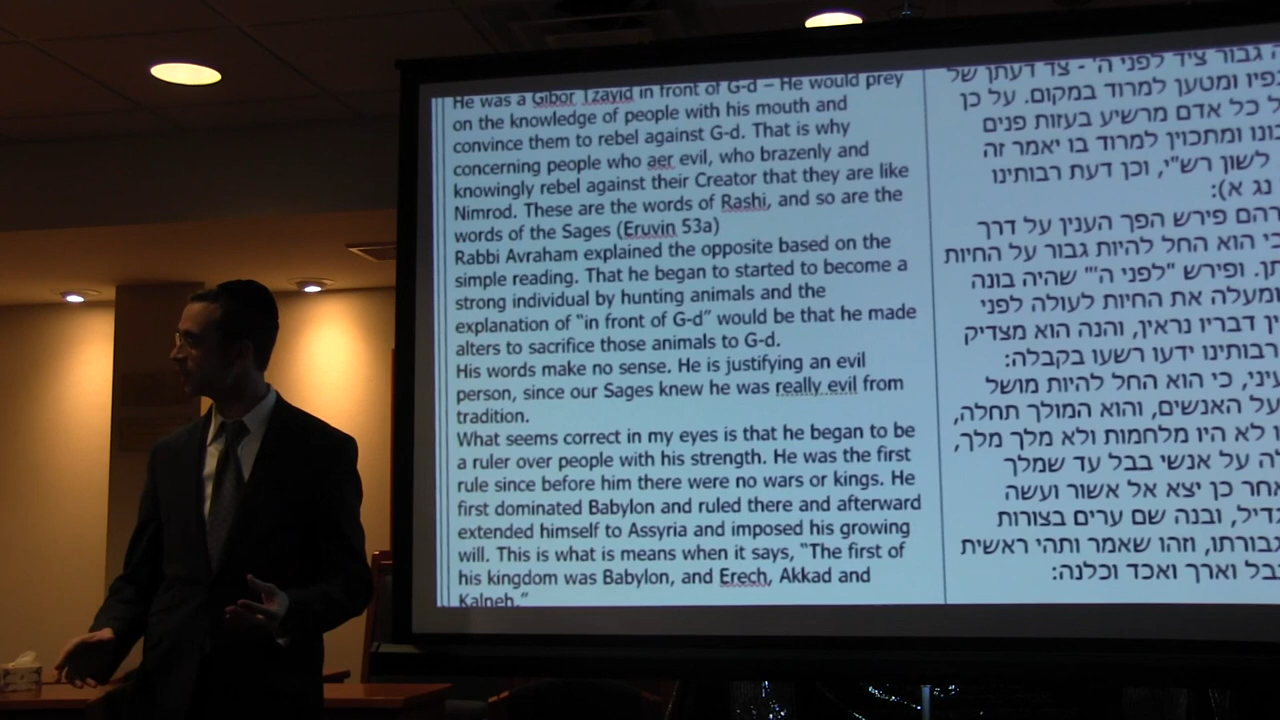 He was a Gibor Tzayid in front of G-d – He would prey
on the knowledge of people with his mouth and
convince them to rebel against G-d. That is why
concerning people who aer evil, who brazenly and
knowingly rebel against their Creator that they are like
Nimrod. These are the words of Rashi, and so are the
words of the Sages (Eruvin 53a)
Rabbi Avraham explained the opposite based on the
simple reading. That he began to started to become a
strong individual by hunting animals and the
explanation of "in front of G-d" would be that he made
alters to sacrifice those animals to G-d.
His words make no sense. He is justifying an evil
person, since our Sages knew he was really evil from
tradition.
What seems correct in my eyes is that he began to be
a ruler over people with his strength. He was the first
rule since before him there were no wars or kings. He
first dominated Babylon and ruled there and afterward
extended himself to Assyria and imposed his growing
will. This is what is means when it says, "The first of
his kingdom was Babylon, and Erech, Akkad and
Kalneh."
גבור ציד לפני ה' - צד דעתן של
ומטען למרוד במקום. על כן
כל אדם מרשיע בעזות פנים
ומתכוין למרוד בו יאמר זה
לשון רש"י, וכן דעת רבותינו
נג א):
פירש הפך הענין על דרך
הוא החל להיות גבור על החיות
ופירש "לפני ה'" שהיה בונה
ומעלה את החיות לעולה לפני
דבריו נראין, והנה הוא מצדיק
רבותינו ידעו רשעו בקבלה:
כי הוא החל להיות מושל
על האנשים, והוא המולך תחלה,
לא היו מלחמות ולא מלך מלך,
על אנשי בבל עד שמלך
כן יצא אל אשור ועשה
ובנה שם ערים בצורות
וזהו שאמר ותהי ראשית
וארך ואכד וכלנה: